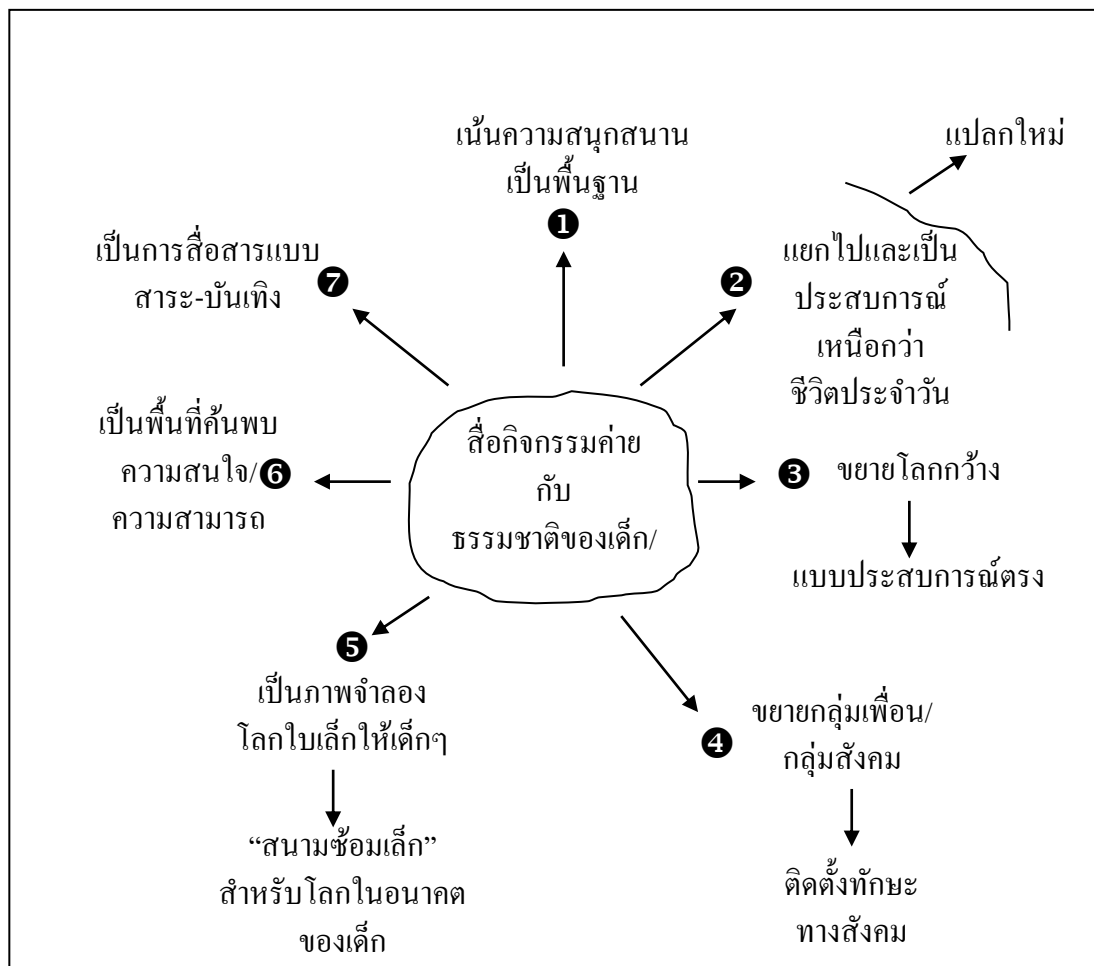 สื่อกิจกรรมค่าย
กับ
ธรรมชาติของเด็ก/
เน้นความสนุกสนาน
เป็นพื้นฐาน
❶
❷
แยกไปและเป็น
ประสบการณ์
เหนือกว่า
ชีวิตประจำวัน
แปลกใหม่
❸ ขยายโลกกว้าง
แบบประสบการณ์ตรง
❹
ขยายกลุ่มเพื่อน/
กลุ่มสังคม
ติดตั้งทักษะ
ทางสังคม
❺
เป็นภาพจำลอง
โลกใบเล็กให้เด็กๆ
“สนามซ้อมเล็ก”
สำหรับโลกในอนาคต
ของเด็ก
เป็นพื้นที่ค้นพบ
ความสนใจ/❻
ความสามารถ
เป็นการสื่อสารแบบ
สาระ-บันเทิง
❼